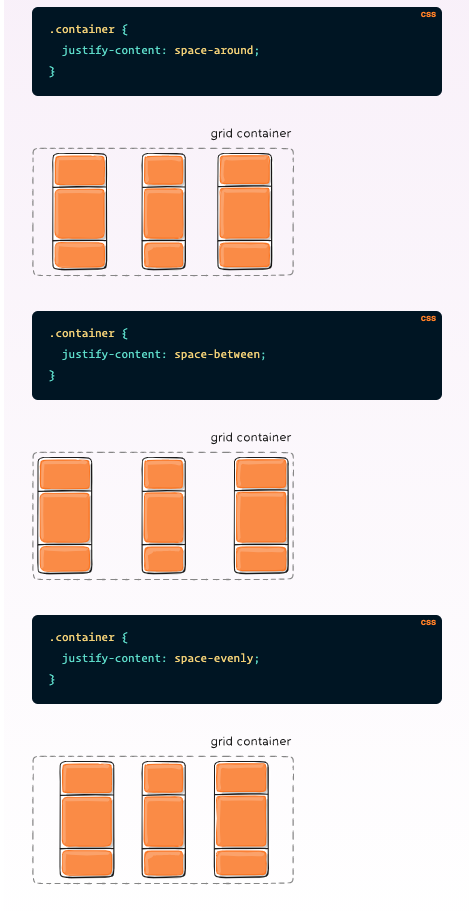 CSS
.container {
  justify-content: space-around;
}
grid container
CSS
.container {
  justify-content: space-between;
}
grid container
CSS
.container {
  justify-content: space-evenly;
}
grid container